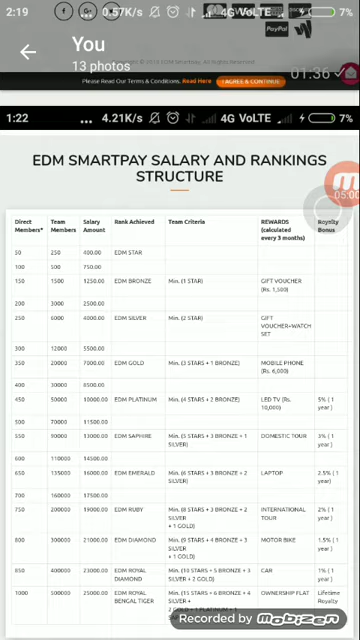 2:19 0.57K/s 4G VoLTE 7%
PayPal
You
13 photos
01:36
Please Read Our Terms & Conditions. Read Here I AGREE & CONTINUE
1:22 ... 4.21K/s 4G VoLTE 7%
05:00
EDM SMARTPAY SALARY AND RANKINGS
STRUCTURE
Direct Members* Team Members Salary Amount Rank Achieved Team Criteria REWARDS (calculated every 3 months) Royalty Bonus
50 250 400.00 EDM STAR
100 500 750.00
150 1500 1250.00 EDM BRONZE Min. (1 STAR) GIFT VOUCHER (Rs. 1,500)
200 3000 2500.00
250 6000 4000.00 EDM SILVER Min. (2 STAR) GIFT VOUCHER+WATCH SET
300 12000 5500.00
350 20000 7000.00 EDM GOLD Min. (3 STARS + 1 BRONZE) MOBILE PHONE (Rs. 6,000)
400 30000 8500.00
450 50000 10000.00 EDM PLATINUM Min. (4 STARS + 2 BRONZE) LED TV (Rs. 10,000) 5% ( 1 year )
500 70000 11500.00
550 90000 13000.00 EDM SAPHIRE Min. (5 STARS + 3 BRONZE + 1 SILVER) DOMESTIC TOUR 3% ( 1 year )
600 110000 14500.00
650 135000 16000.00 EDM EMERALD Min. (6 STARS + 3 BRONZE + 2 SILVER) LAPTOP 2.5% ( 1 year)
700 160000 17500.00
750 200000 19000.00 EDM RUBY Min. (8 STARS + 3 BRONZE + 2 SILVER + 1 GOLD) INTERNATIONAL TOUR 2% ( 1 year )
800 300000 21000.00 EDM DIAMOND Min. (9 STARS + 4 BRONZE + 3 SILVER + 1 GOLD) MOTOR BIKE 1.5% ( 1 year )
850 400000 23000.00 EDM ROYAL DIAMOND Min. (10 STARS + 5 BRONZE + 3 SILVER + 2 GOLD) CAR 1% ( 1 year )
1000 500000 25000.00 EDM ROYAL BENGAL TIGER Min. (15 STARS + 6 BRONZE + 4 SILVER + OWNERSHIP FLAT Lifetime Royalty
Recorded by Mobizen